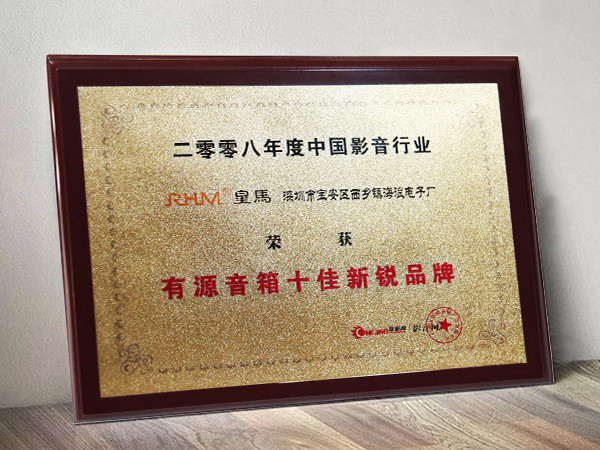 二零零八年度中国影音行业
RHM® 皇馬 深圳市宝安区西乡镇海滨电子厂
荣 获
有源音箱十佳新锐品牌